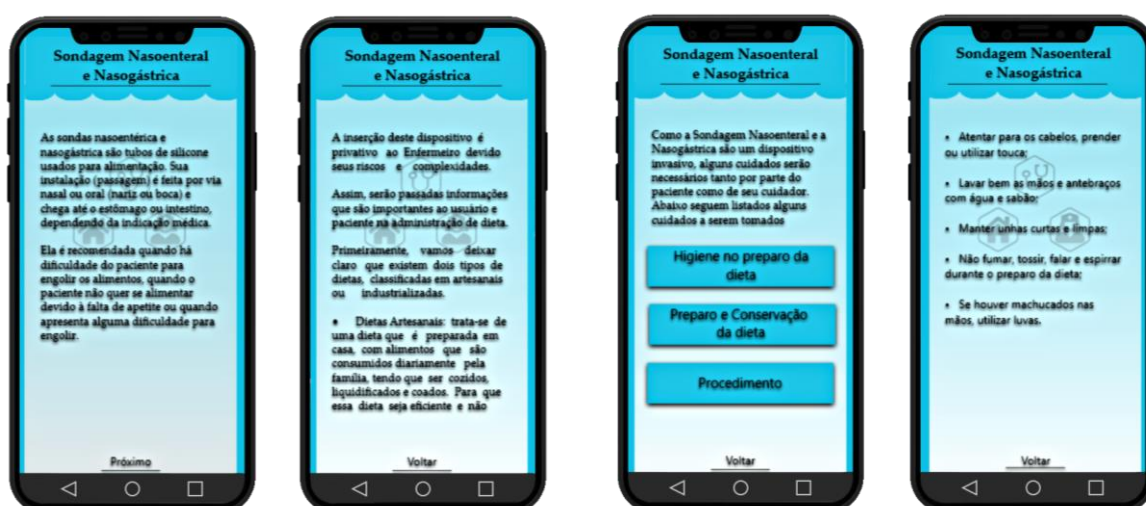 Sondagem Nasoenteral
e Nasogástrica
As sondas nasoentérica e
nasogástrica são tubos de silicone
usados para alimentação. Sua
instalação (passagem) é feita por via
nasal ou oral (nariz ou boca) e
chega até o estômago ou intestino,
dependendo da indicação médica.
Ela é recomendada quando há
dificuldade do paciente para
engolir os alimentos, quando o
paciente não quer se alimentar
devido à falta de apetite ou quando
apresenta alguma dificuldade para
engolir.
Próximo
Sondagem Nasoenteral
e Nasogástrica
A inserção deste dispositivo é
privativo ao Enfermeiro devido
seus riscos e complexidades.
Assim, serão passadas informações
que são importantes ao usuário e
paciente na administração de dieta.
Primeiramente, vamos deixar
claro que existem dois tipos de
dietas, classificadas em artesanais
ou industrializadas.
• Dietas Artesanais: trata-se de
uma dieta que é preparada em
casa, com alimentos que são
consumidos diariamente pela
família, tendo que ser cozidos,
liquidificados e coados. Para que
essa dieta seja eficiente e não
Voltar
Sondagem Nasoenteral
e Nasogástrica
Como a Sondagem Nasoenteral e a
Nasogástrica são um dispositivo
invasivo, alguns cuidados serão
necessários tanto por parte do
paciente como de seu cuidador.
Abaixo seguem listados alguns
cuidados a serem tomados
Higiene no preparo da
dieta
Preparo e Conservação
da dieta
Procedimento
Voltar
Sondagem Nasoenteral
e Nasogástrica
• Atentar para os cabelos, prender
ou utilizar touca;
• Lavar bem as mãos e antebraços
com água e sabão;
• Manter unhas curtas e limpas;
• Não fumar, tossir, falar e espirrar
durante o preparo da dieta;
• Se houver machucados nas
mãos, utilizar luvas.
Voltar